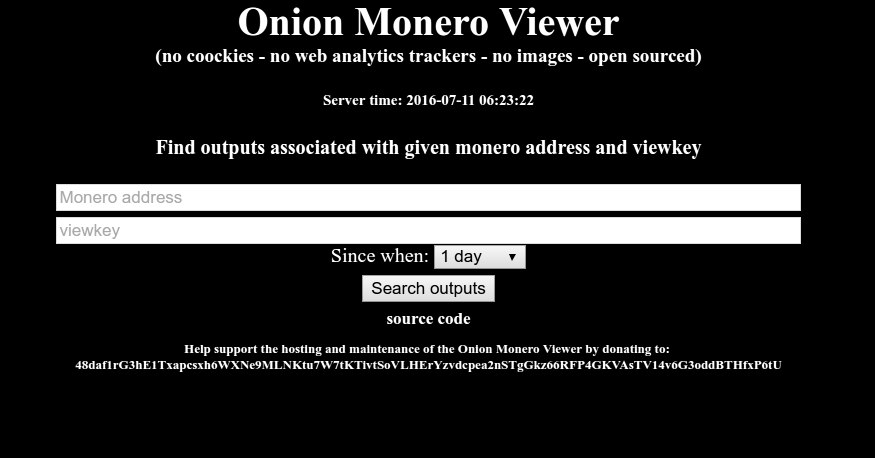 Onion Monero Viewer
(no coockies - no web analytics trackers - no images - open sourced)
Server time: 2016-07-11 06:23:22
Find outputs associated with given monero address and viewkey
Monero address
viewkey
Since when: 1 day
Search outputs
source code
Help support the hosting and maintenance of the Onion Monero Viewer by donating to:
48daf1rG3hE1Txapcsxh6WXNe9MLNKtu7W7tKTivtSoVLHErYzvdcpea2nSTgGkz66RFP4GKVAsTV14v6G3oddBTHfxP6tU